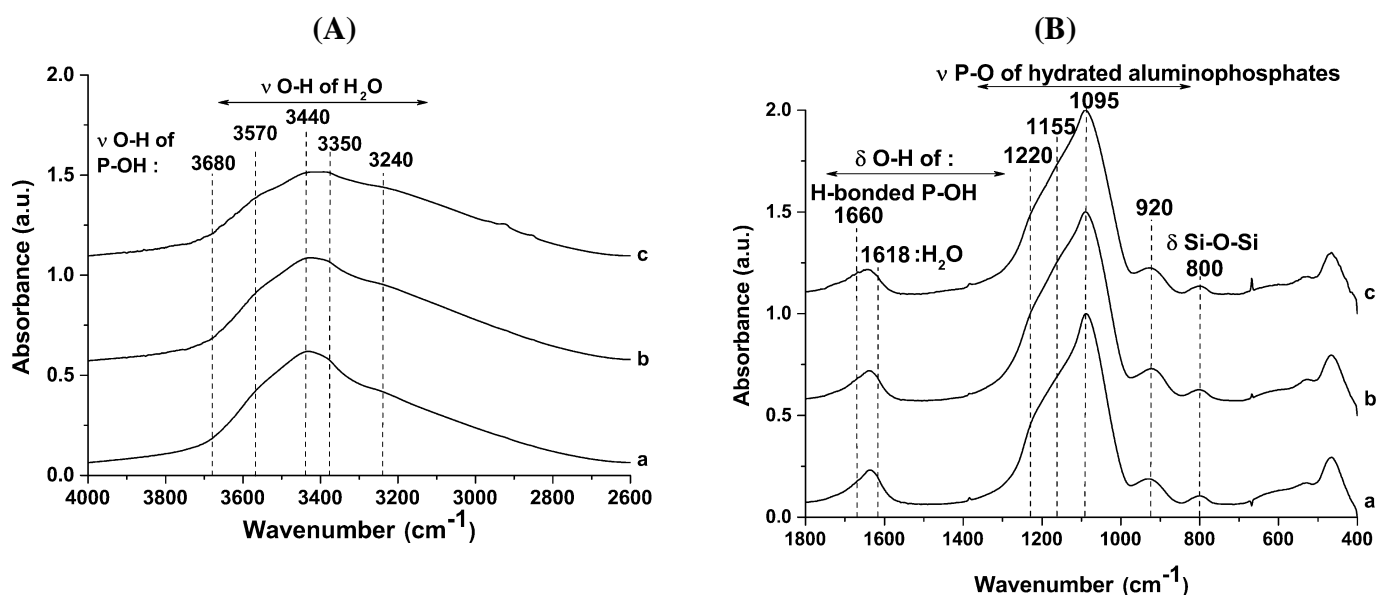 (A)
ν O-H of H2O
3440
3570
3350
ν O-H of
P-OH :
3680
3240
2.0
1.5
1.0
0.5
0.0
Absorbance (a.u.)
c
b
a
4000 3800 3600 3400 3200 3000 2800 2600
Wavenumber (cm-1)
(B)
ν P-O of hydrated aluminophosphates
1095
1155
1220
δ O-H of :
H-bonded P-OH
1660
1618 :H2O
920
δ Si-O-Si
800
2.0
1.5
1.0
0.5
0.0
Absorbance (a.u.)
c
b
a
1800 1600 1400 1200 1000 800 600 400
Wavenumber (cm-1)